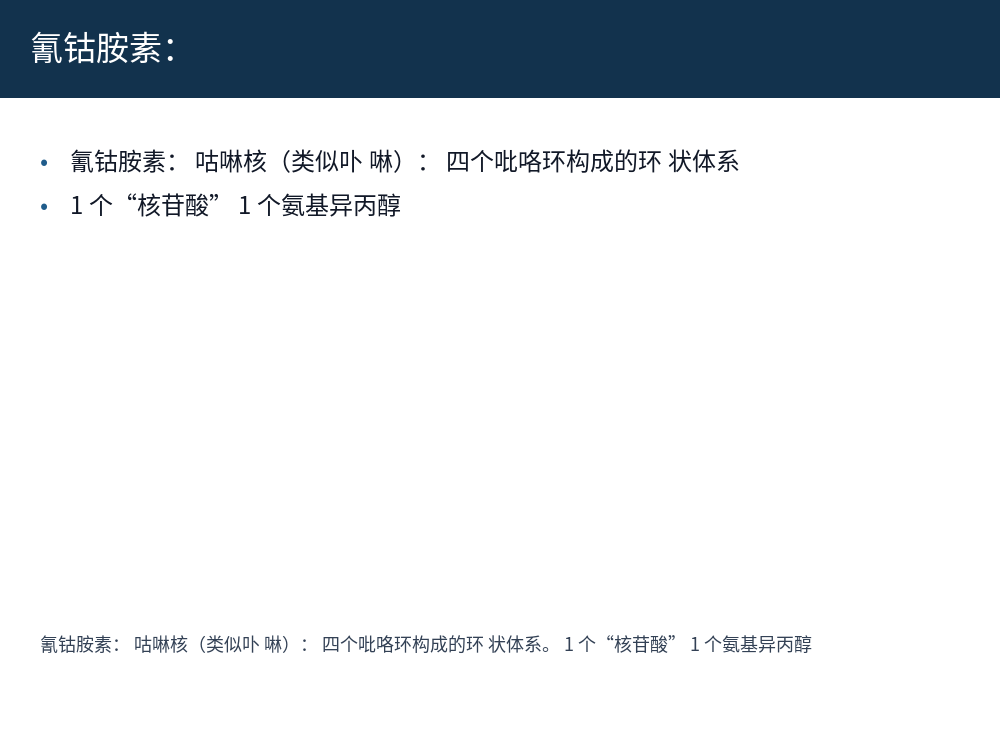 氰钴胺素：
• 氰钴胺素： 咕啉核（类似卟 啉）： 四个吡咯环构成的环 状体系
• 1 个“核苷酸” 1 个氨基异丙醇
氰钴胺素： 咕啉核（类似卟 啉）： 四个吡咯环构成的环 状体系。 1 个“核苷酸” 1 个氨基异丙醇